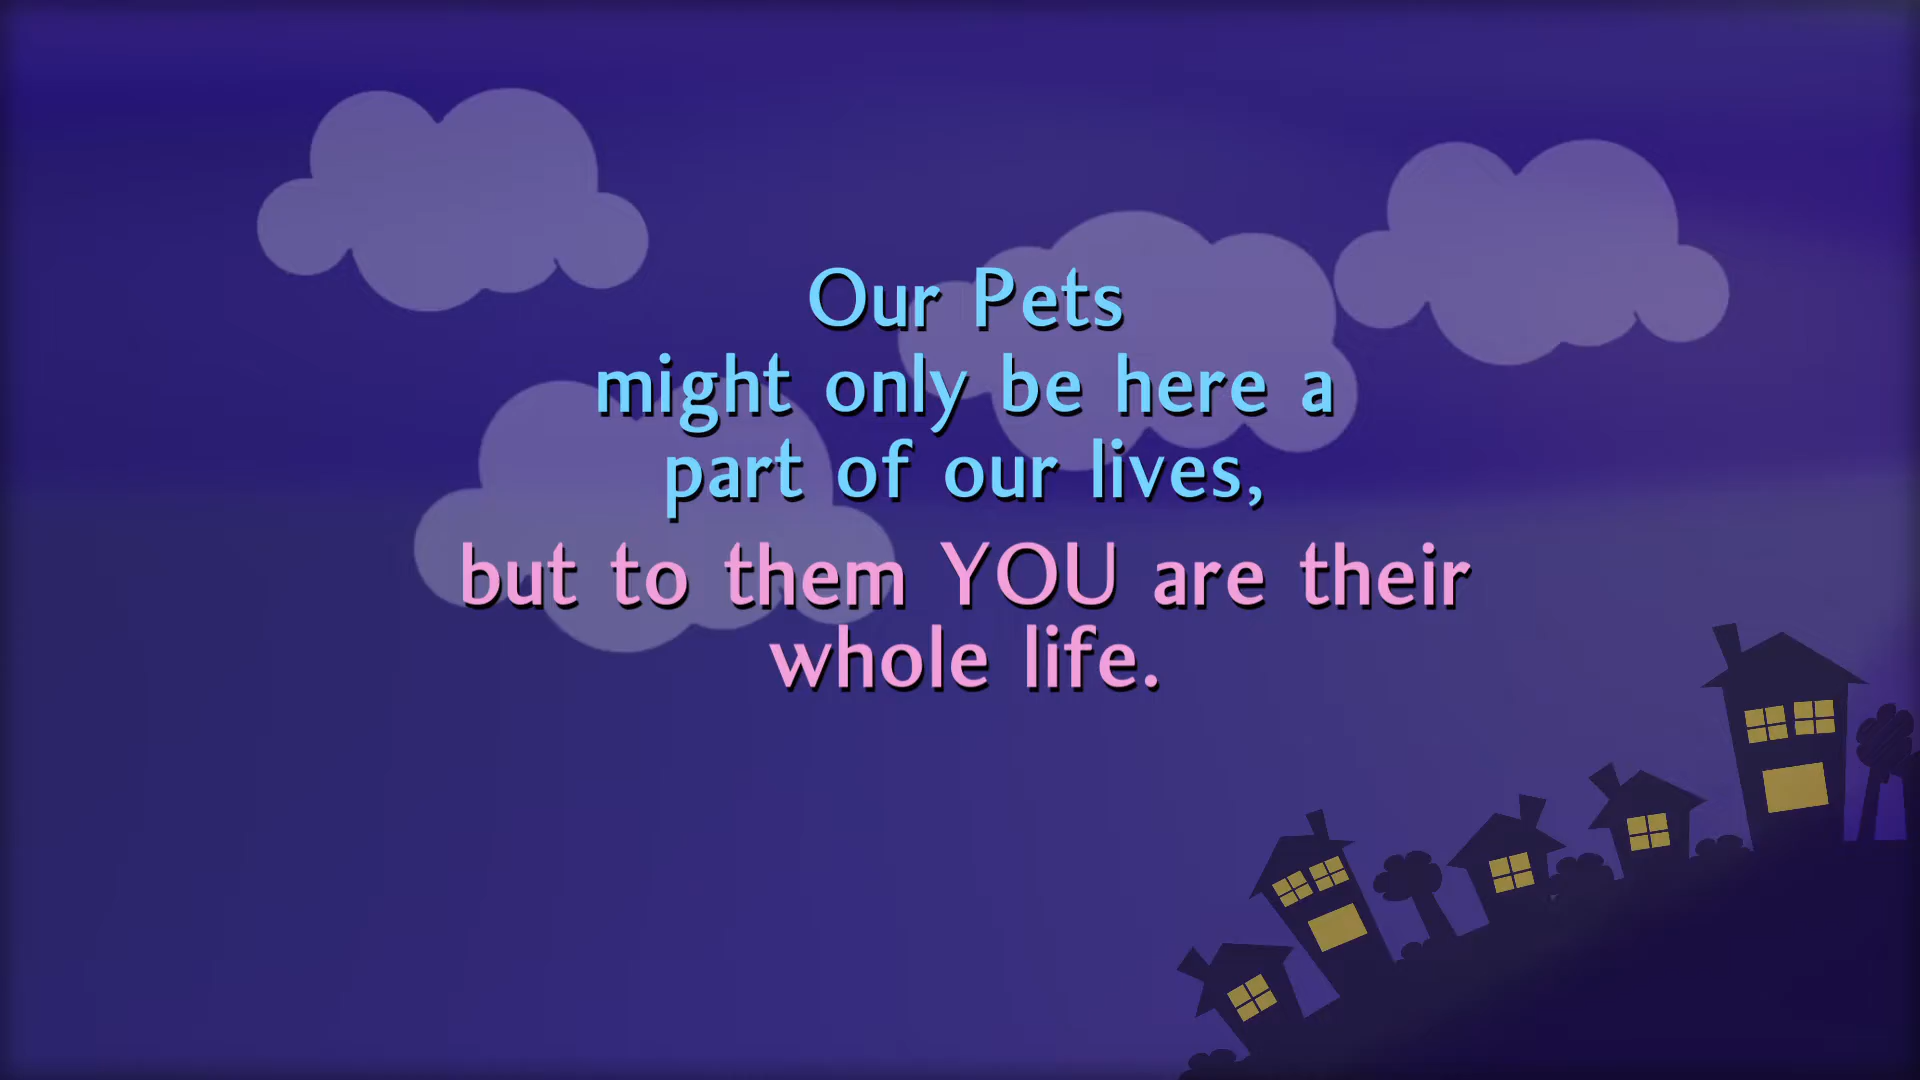 Our Pets
might only be here a
part of our lives,
but to them YOU are their
whole life.